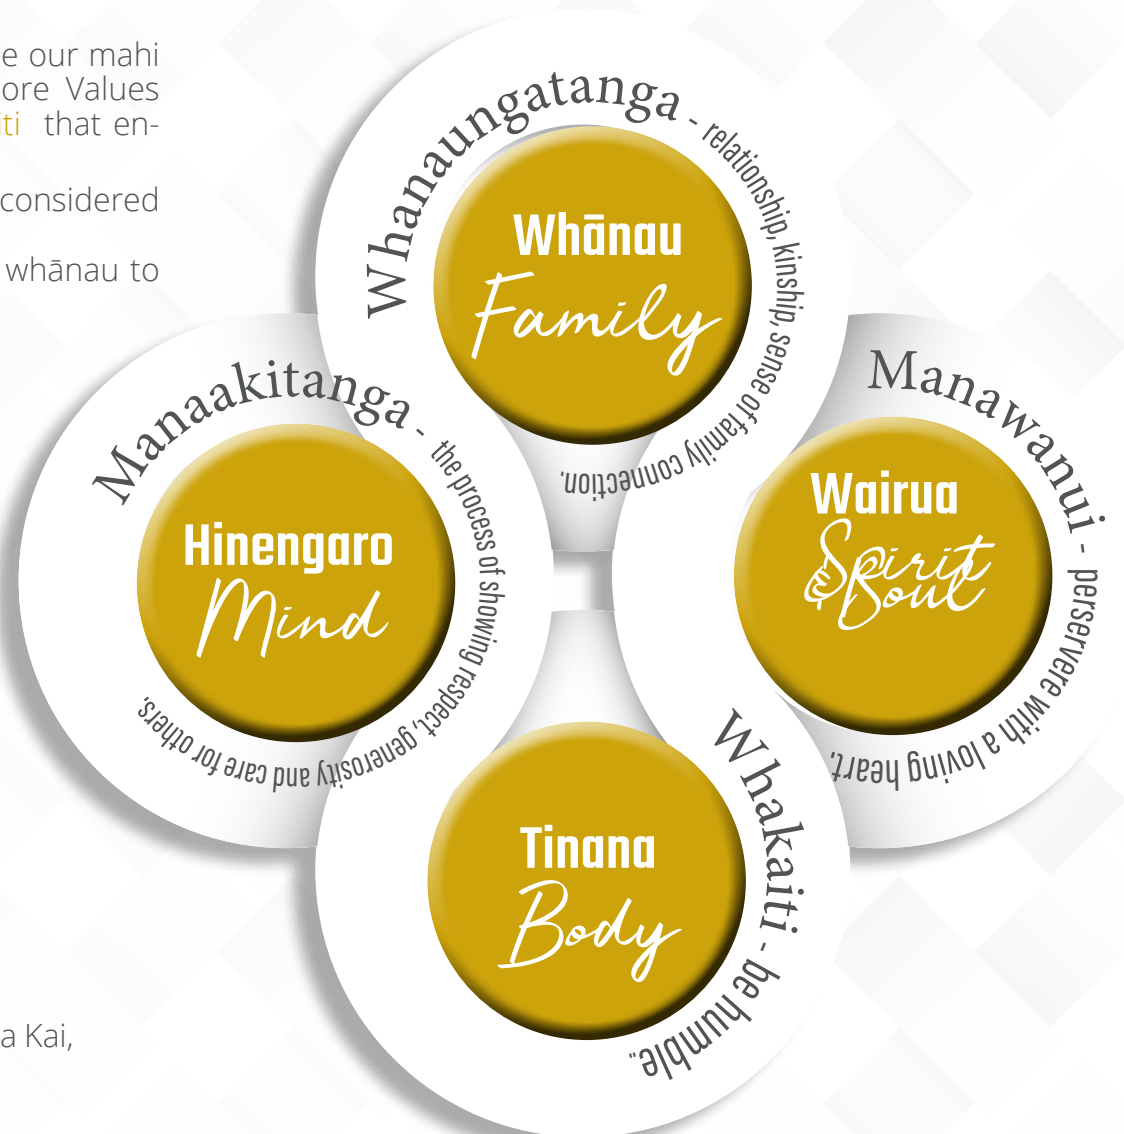 e our mahi
ore Values
iti that en-
considered
whānau to
Whanaungatanga - relationship, kinship, sense of family connection.
Whānau
Family
Manaakitanga - the process of showing respect, generosity and care for others.
Hinengaro
Mind
Manawanui - perservere with a loving heart.
Wairua
Spirit
& Soul
Whakaiti - be humble..
Tinana
Body
a Kai,